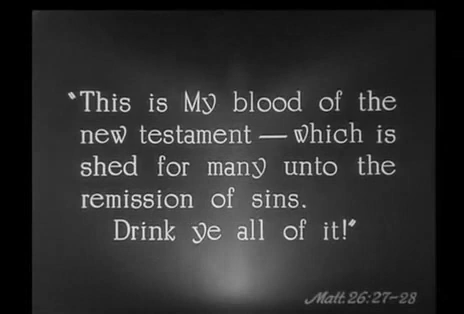 "This is My blood of the
new testament — which is
shed for many unto the
remission of sins.
Drink ye all of it!"
Matt. 26:27-28